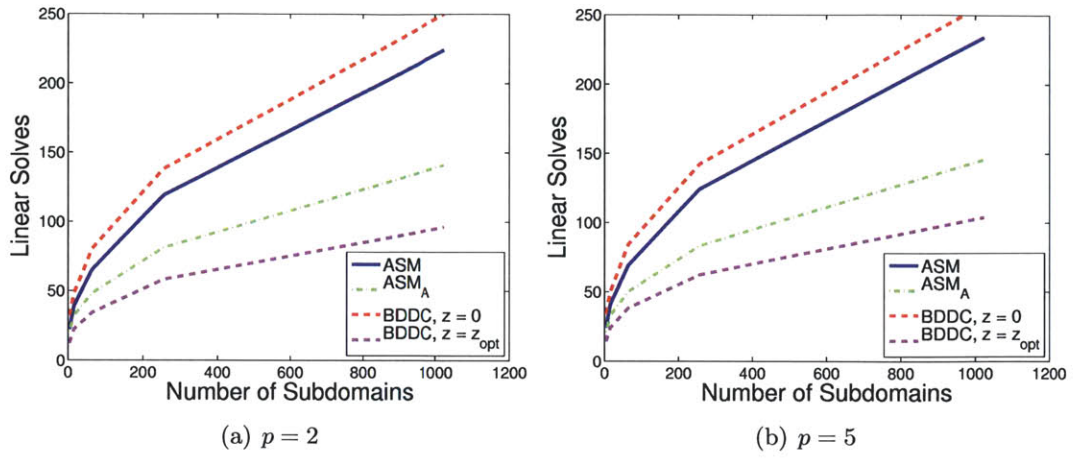 250
200
150
100
50
0
Linear Solves
ASM
ASM_A
BDDC, z = 0
BDDC, z = z_opt
0 200 400 600 800 1000 1200
Number of Subdomains
(a) p = 2
250
200
150
100
50
0
Linear Solves
ASM
ASM_A
BDDC, z = 0
BDDC, z = z_opt
0 200 400 600 800 1000 1200
Number of Subdomains
(b) p = 5